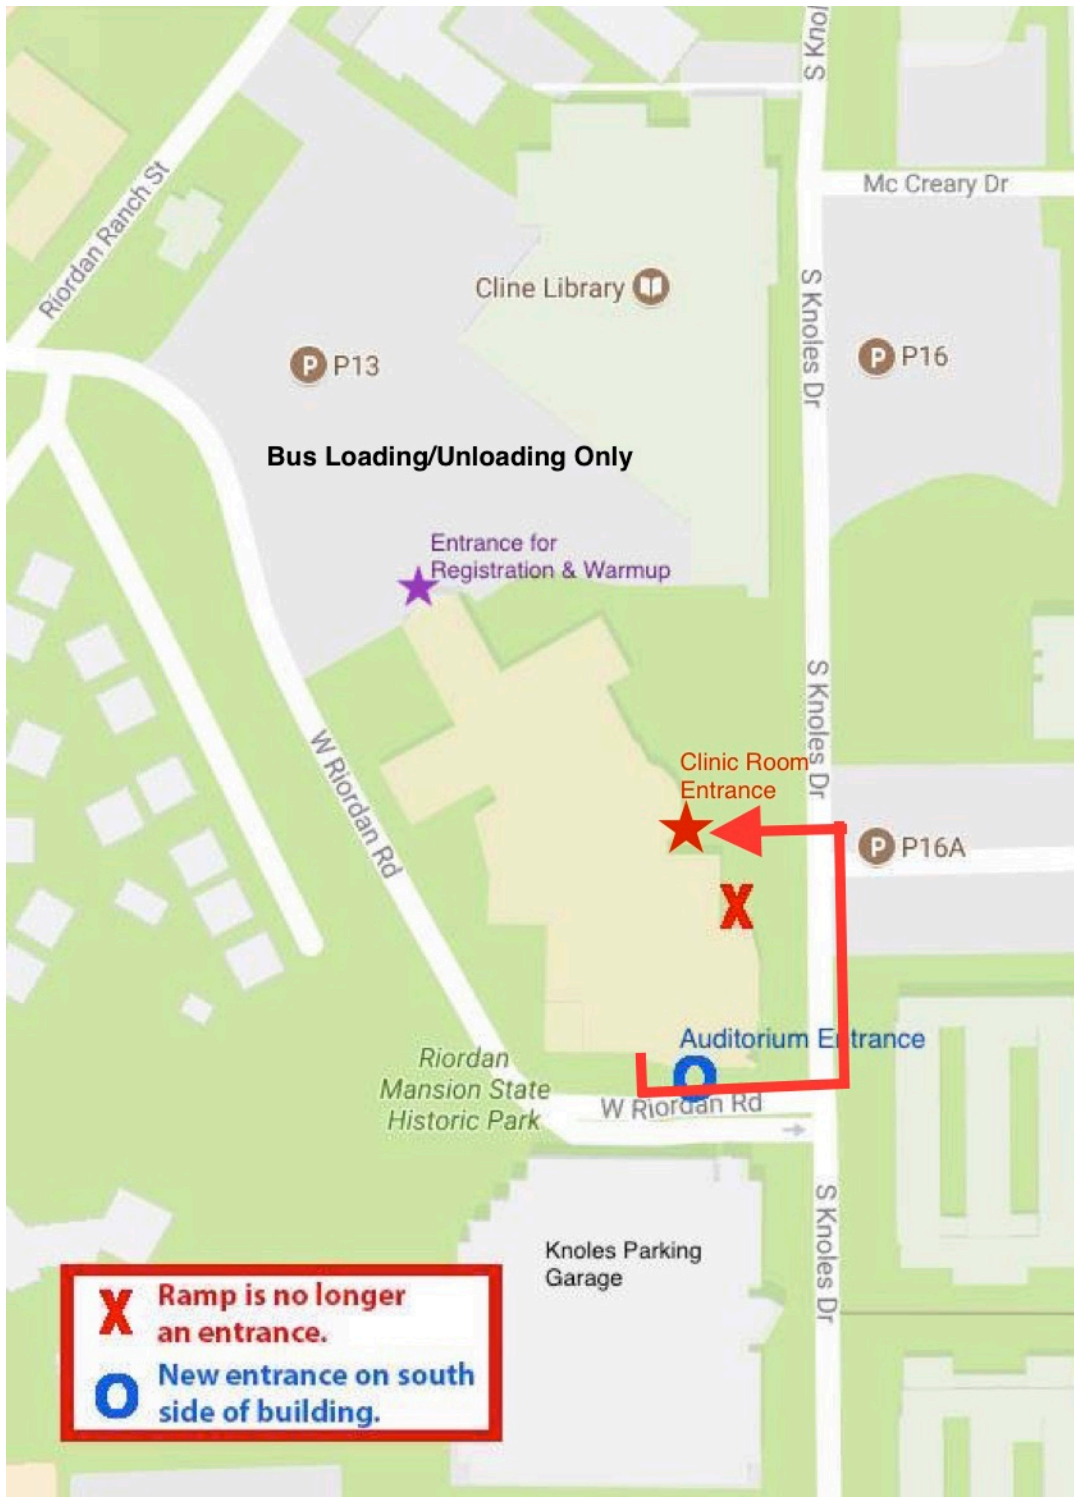 S Knol
Mc Creary Dr
Riordan Ranch St
Cline Library
S Knoles Dr
P P13
P P16
Bus Loading/Unloading Only
Entrance for
Registration & Warmup
S Knoles Dr
W Riordan Rd
Clinic Room
Entrance
P P16A
X
Auditorium Entrance
O
Riordan
Mansion State
Historic Park
W Riordan Rd
S Knoles Dr
Knoles Parking
Garage
X Ramp is no longer
an entrance.
O New entrance on south
side of building.